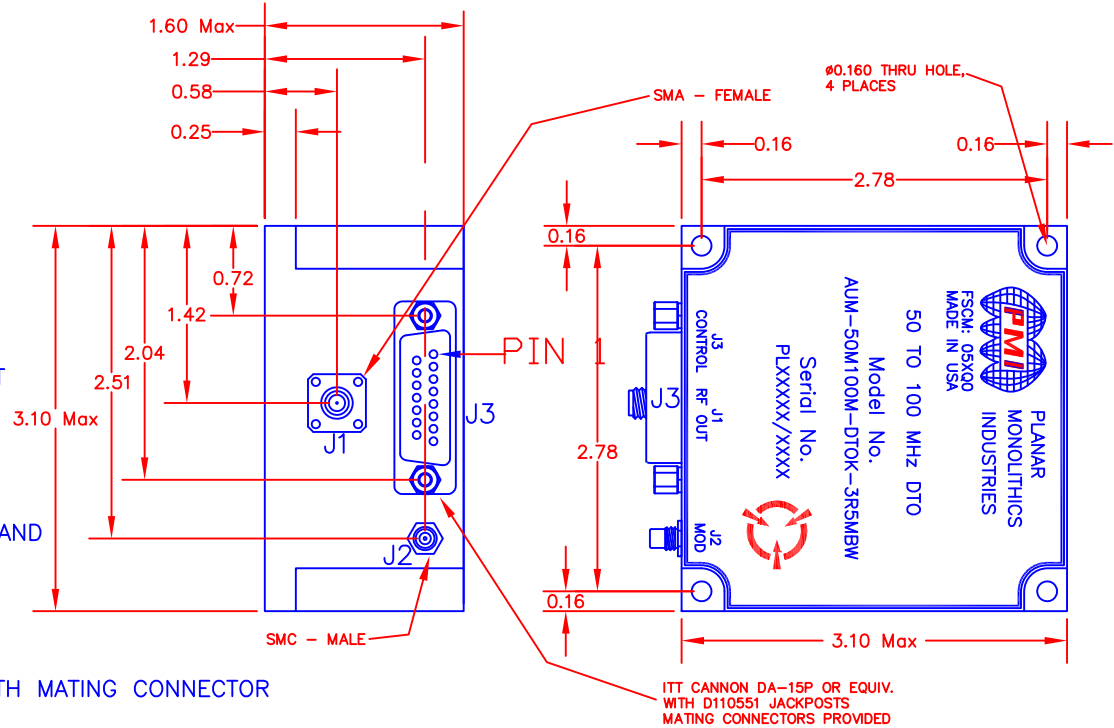 1.60 Max
1.29
0.58
0.25
SMA - FEMALE
ø0.160 THRU HOLE,
4 PLACES
0.16
0.16
2.78
0.16
0.72
1.42
2.04
2.51
3.10 Max
2.78
0.16
PIN 1
J1
J3
J2
J3
T
AND
TH MATING CONNECTOR
SMC - MALE
3.10 Max
ITT CANNON DA-15P OR EQUIV.
WITH D110551 JACKPOSTS
MATING CONNECTORS PROVIDED
PMI
PLANAR
MONOLITHICS
INDUSTRIES
FSCM: 05XQ0
MADE IN USA
50 TO 100 MHz DTO
Model No.
AUM-50M100M-DTOK-3R5MBW
Serial No.
PLXXXXX/XXXX
J3
CONTROL
J1
RF OUT
J2
MOD